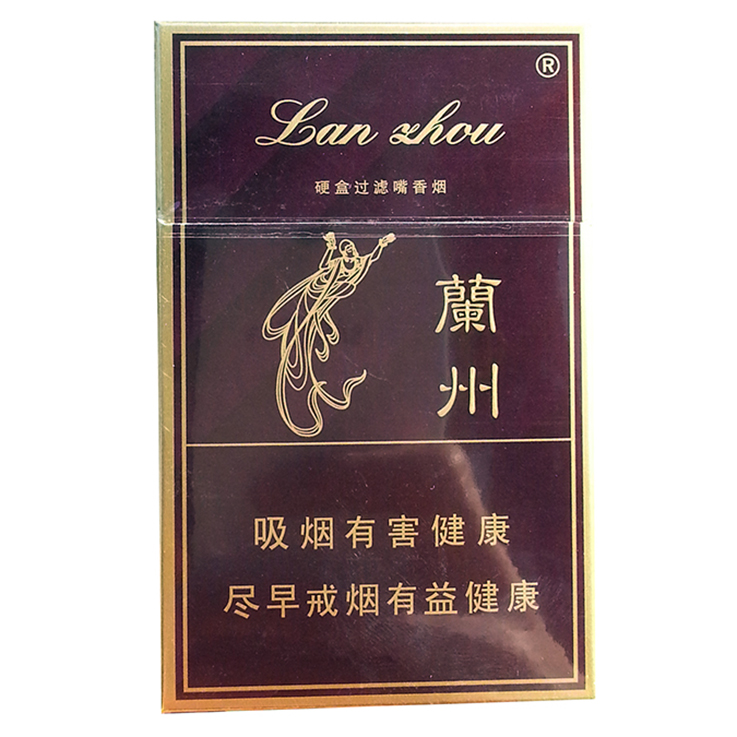 ®
Lan zhou
硬盒过滤嘴香烟
蘭
州
吸烟有害健康
尽早戒烟有益健康